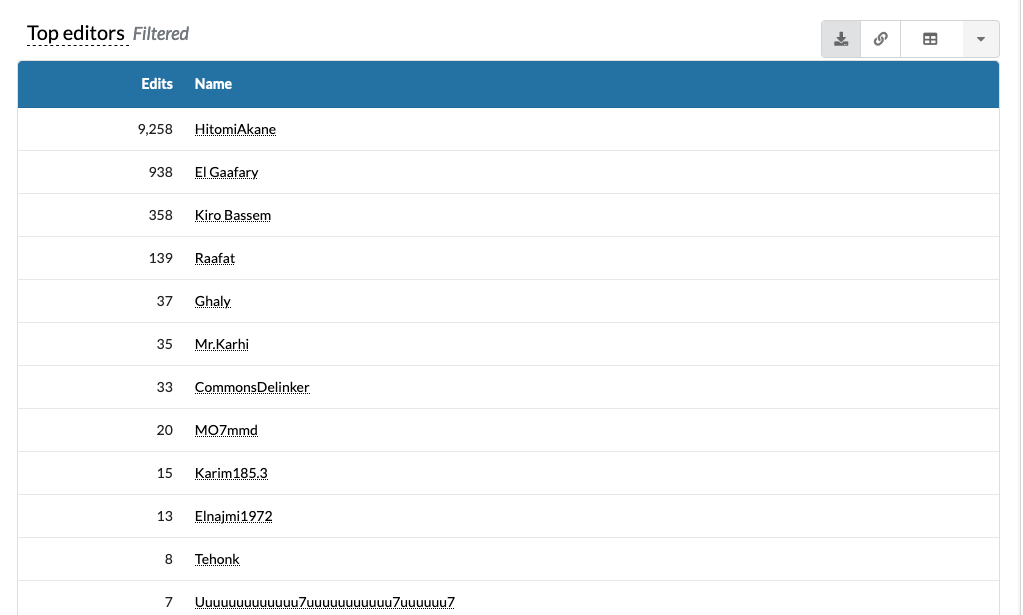 Top editors Filtered
Edits Name
9,258 HitomiAkane
938 El Gaafary
358 Kiro Bassem
139 Raafat
37 Ghaly
35 Mr.Karhi
33 CommonsDelinker
20 MO7mmd
15 Karim185.3
13 Elnajmi1972
8 Tehonk
7 Uuuuuuuuuuuuu7uuuuuuuuuuu7uuuuuu7